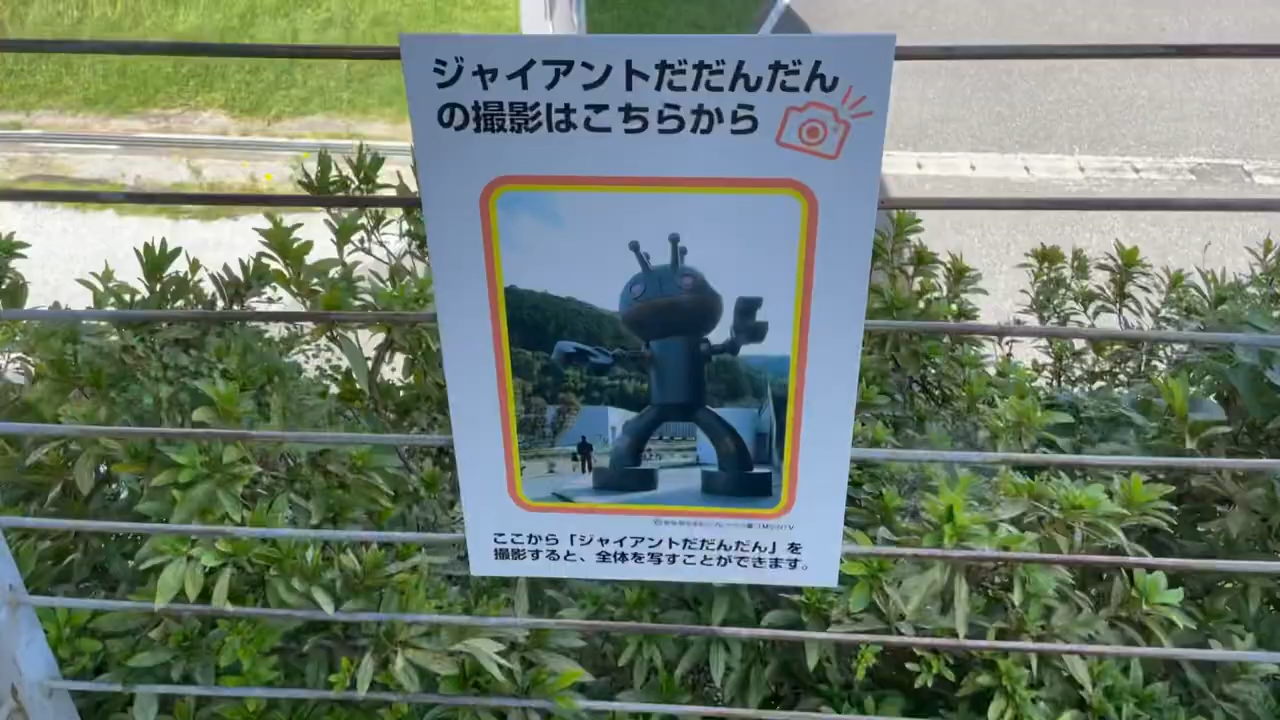 ジャイアントだだんだん
の撮影はこちらから
ここから「ジャイアントだだんだん」を
撮影すると、全体を写すことができます。